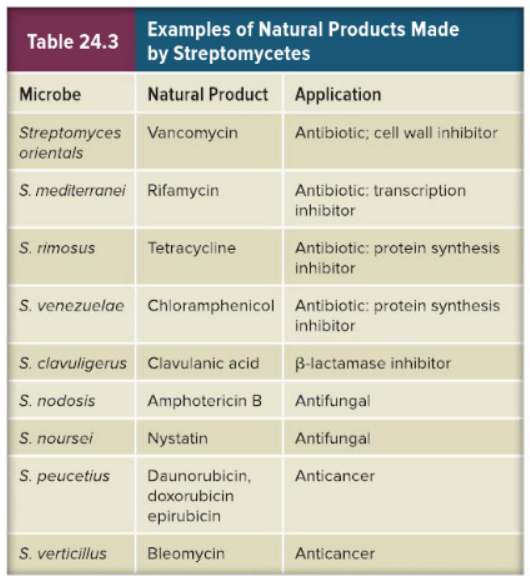 Table 24.3
Examples of Natural Products Made
by Streptomycetes
Microbe Natural Product Application
Streptomyces Vancomycin Antibiotic; cell wall inhibitor
orientals
S. mediterranei Rifamycin Antibiotic: transcription
inhibitor
S. rimosus Tetracycline Antibiotic: protein synthesis
inhibitor
S. venezuelae Chloramphenicol Antibiotic: protein synthesis
inhibitor
S. clavuligerus Clavulanic acid β-lactamase inhibitor
S. nodosis Amphotericin B Antifungal
S. noursei Nystatin Antifungal
S. peucetius Daunorubicin, Anticancer
doxorubicin
epirubicin
S. verticillus Bleomycin Anticancer